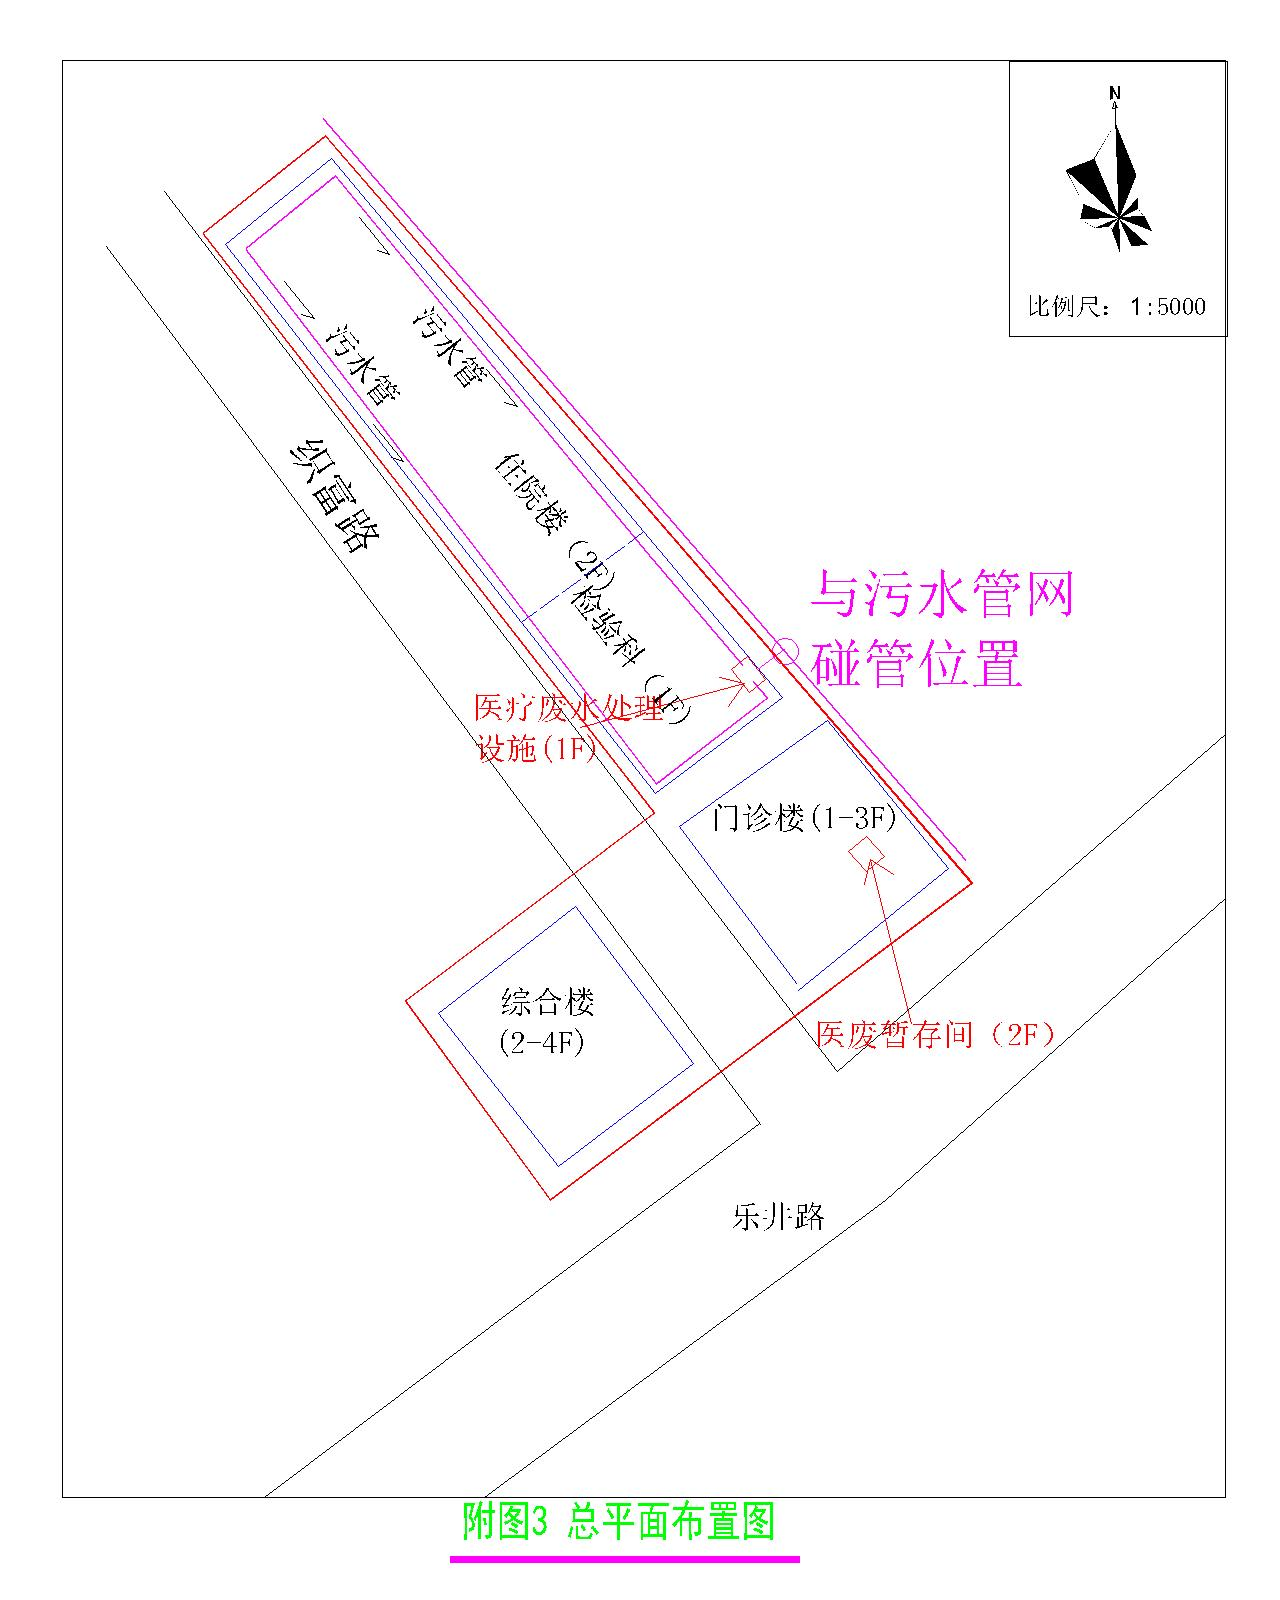 N
比例尺：1:5000
污水管
污水管
织富路
住院楼（2F）
检验科（1F）
与污水管网
碰管位置
医疗废水处理
设施(1F)
门诊楼(1-3F)
综合楼
(2-4F)
医废暂存间（2F）
乐井路
附图3 总平面布置图